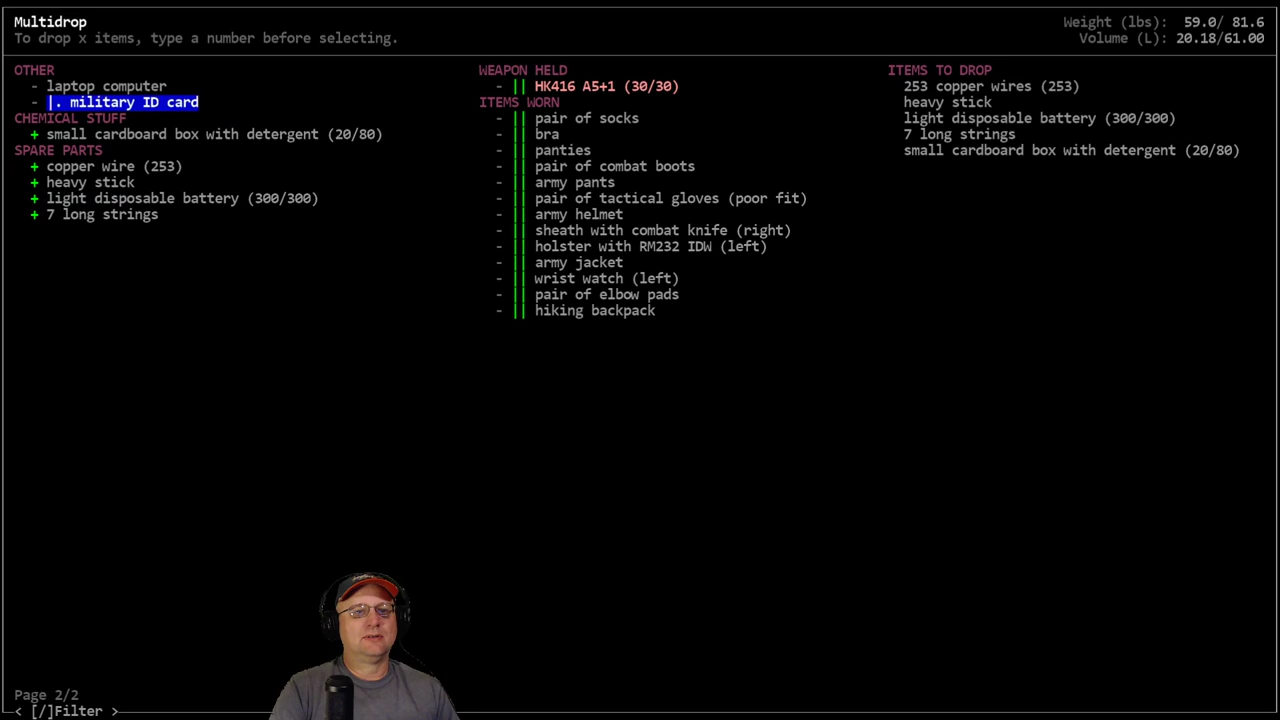 Multidrop
Weight (lbs): 59.0/ 81.6
To drop x items, type a number before selecting.
Volume (L): 20.18/61.00
OTHER
- laptop computer
- |. military ID card
CHEMICAL STUFF
+ small cardboard box with detergent (20/80)
SPARE PARTS
+ copper wire (253)
+ heavy stick
+ light disposable battery (300/300)
+ 7 long strings
WEAPON HELD
- || HK416 A5+1 (30/30)
ITEMS WORN
- || pair of socks
- || bra
- || panties
- || pair of combat boots
- || army pants
- || pair of tactical gloves (poor fit)
- || army helmet
- || sheath with combat knife (right)
- || holster with RM232 IDW (left)
- || army jacket
- || wrist watch (left)
- || pair of elbow pads
- || hiking backpack
ITEMS TO DROP
253 copper wires (253)
heavy stick
light disposable battery (300/300)
7 long strings
small cardboard box with detergent (20/80)
Page 2/2
< [/]Filter >